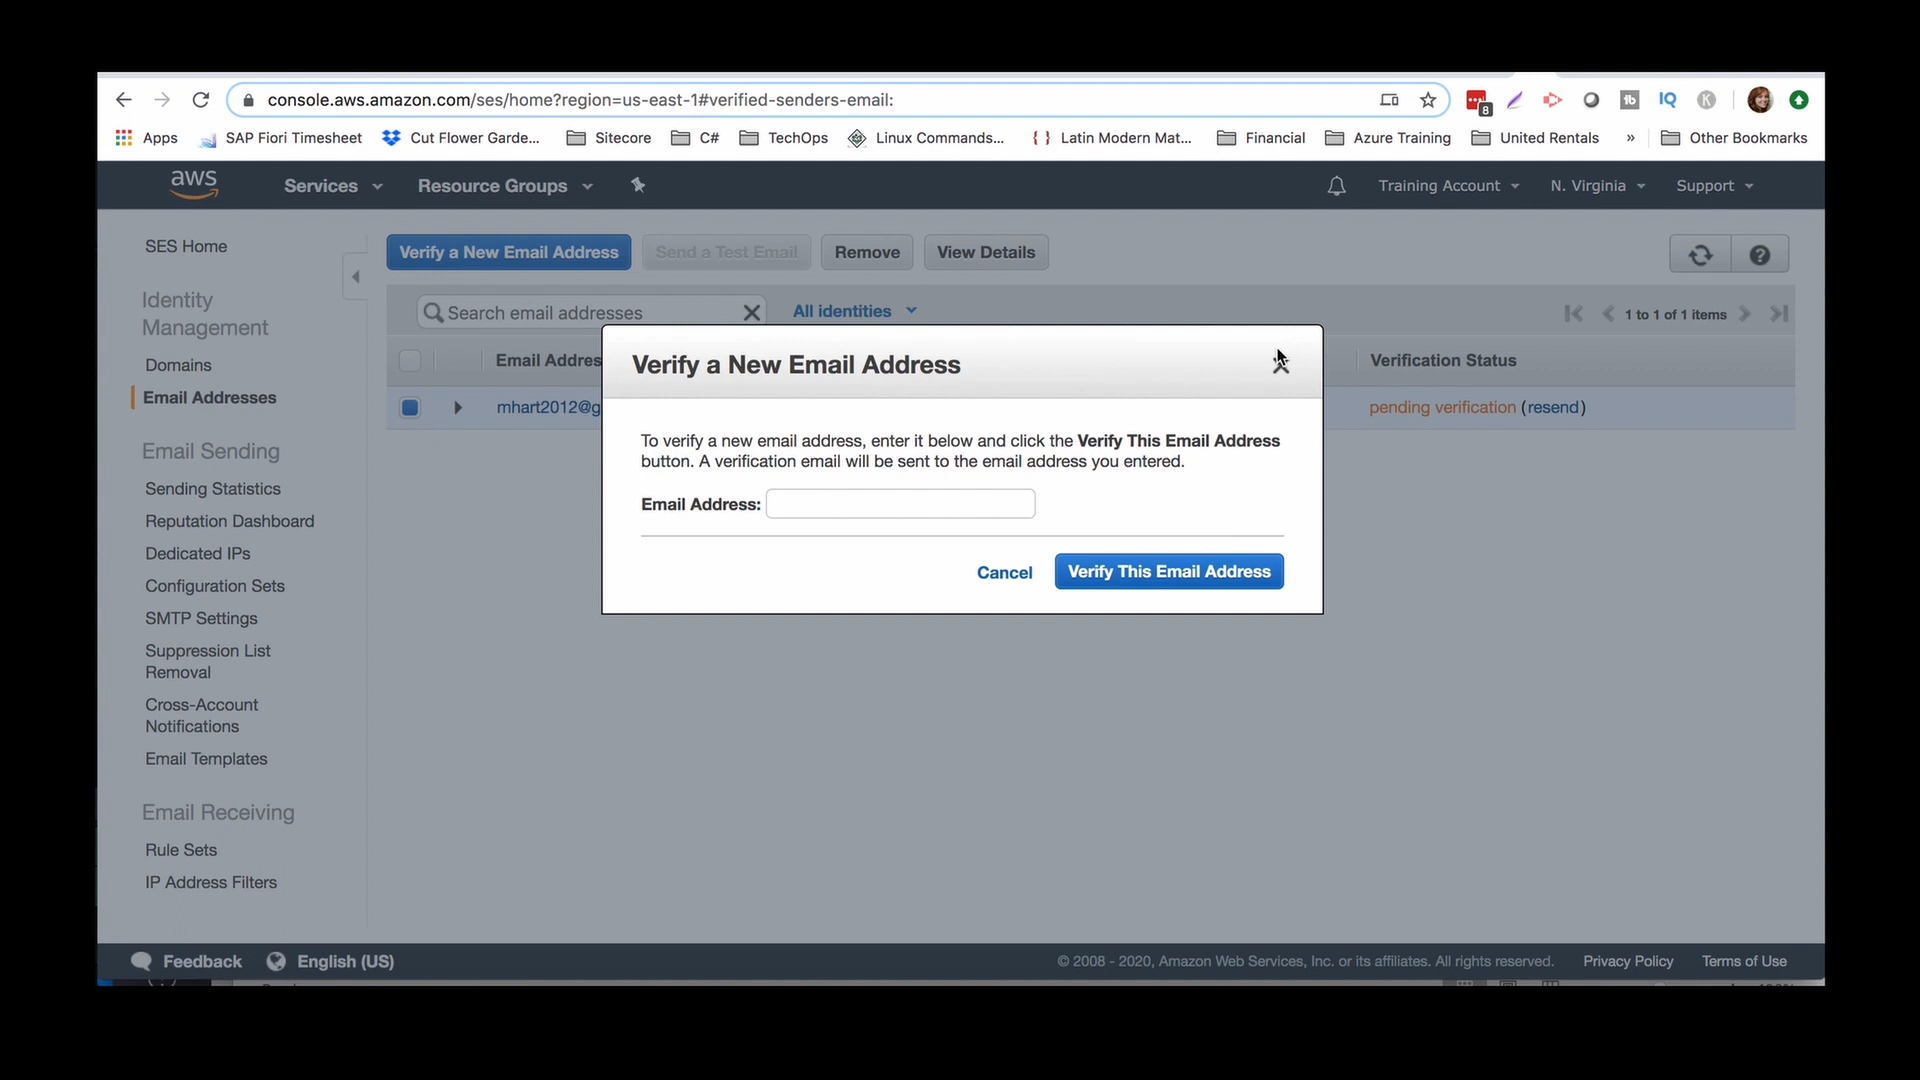 console.aws.amazon.com/ses/home?region=us-east-1#verified-senders-email:
8
tb
IQ
K
Apps
SAP Fiori Timesheet
Cut Flower Garde...
Sitecore
C#
TechOps
Linux Commands...
Latin Modern Mat...
Financial
Azure Training
United Rentals
»
Other Bookmarks
aws
Services
Resource Groups
Training Account
N. Virginia
Support
SES Home
Identity
Management
Domains
Email Addresses
Email Sending
Sending Statistics
Reputation Dashboard
Dedicated IPs
Configuration Sets
SMTP Settings
Suppression List
Removal
Cross-Account
Notifications
Email Templates
Email Receiving
Rule Sets
IP Address Filters
Verify a New Email Address
Send a Test Email
Remove
View Details
Search email addresses
All identities
1 to 1 of 1 items
Email Addres
Verification Status
mhart2012@g
pending verification (resend)
Verify a New Email Address
To verify a new email address, enter it below and click the Verify This Email Address
button. A verification email will be sent to the email address you entered.
Email Address:
Cancel
Verify This Email Address
Feedback
English (US)
© 2008 - 2020, Amazon Web Services, Inc. or its affiliates. All rights reserved.
Privacy Policy
Terms of Use